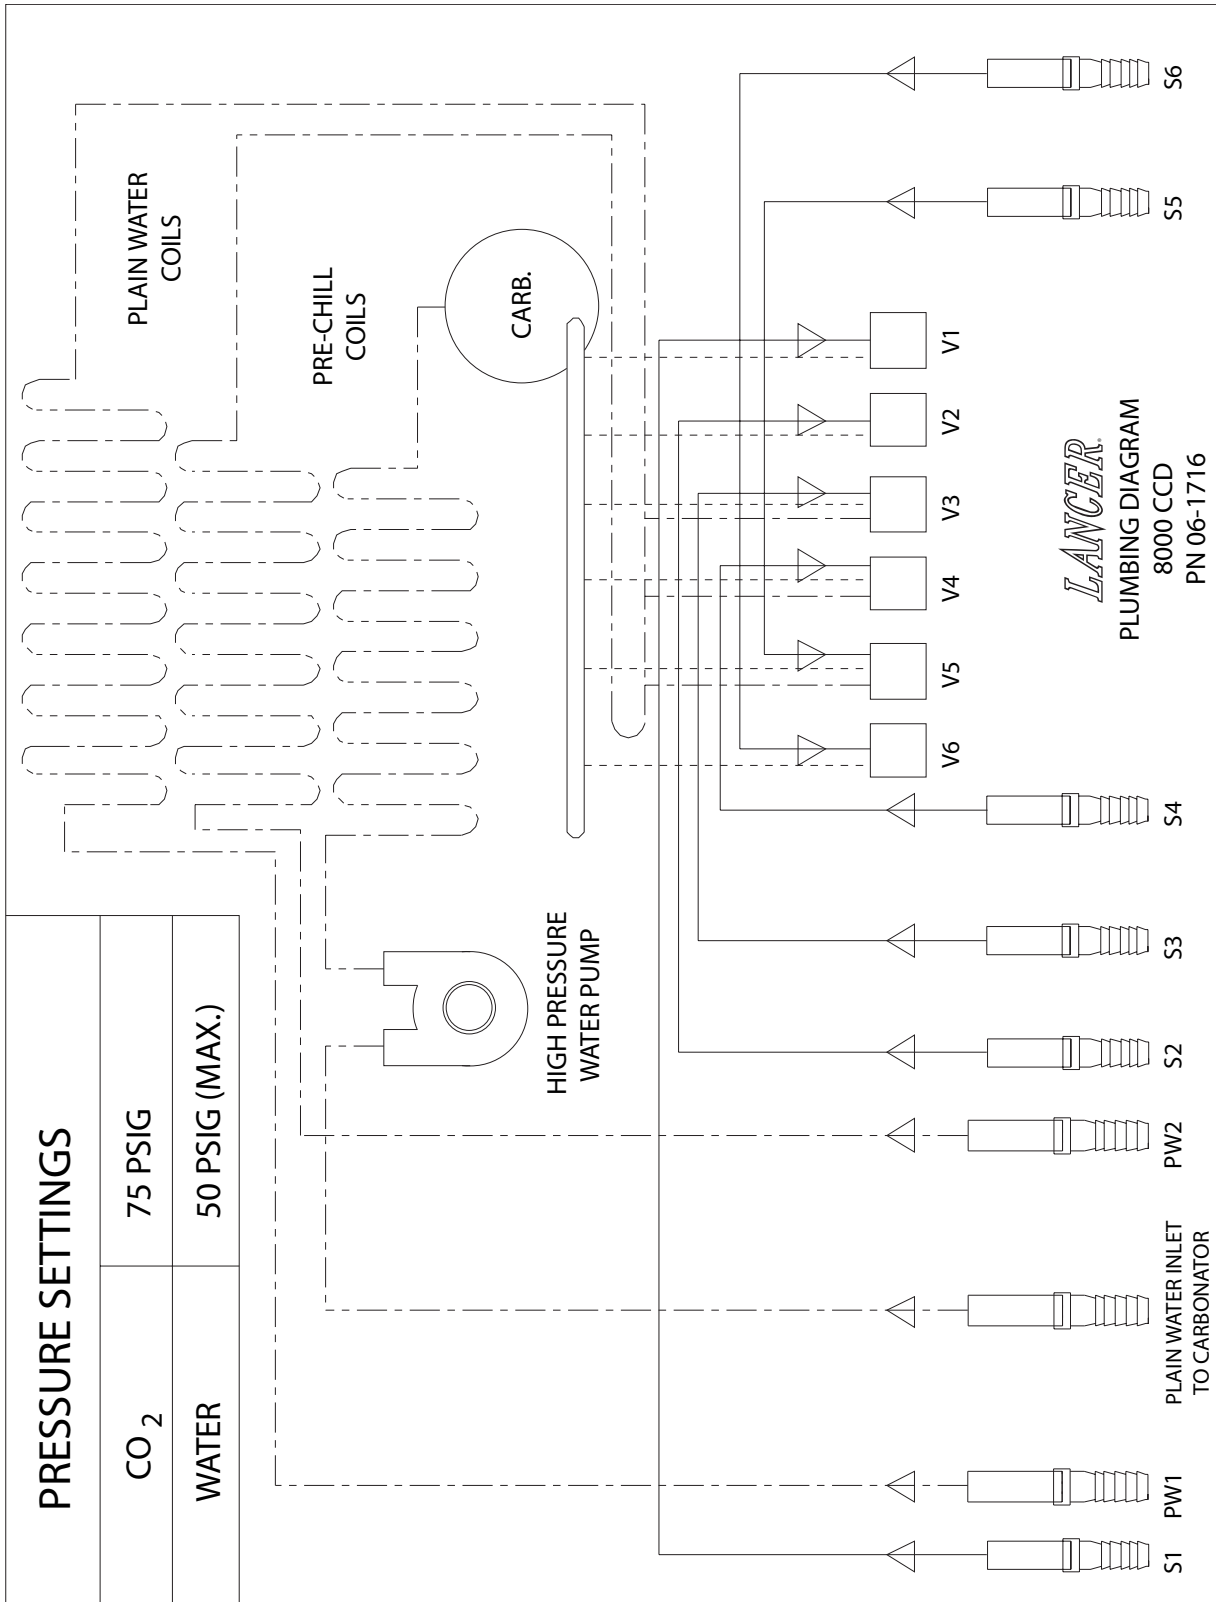 PRESSURE SETTINGS
CO2 75 PSIG
WATER 50 PSIG (MAX.)
PLAIN WATER
COILS
PRE-CHILL
COILS
CARB.
HIGH PRESSURE
WATER PUMP
V6
V5
V4
V3
V2
V1
S1
PW1
PLAIN WATER INLET
TO CARBONATOR
PW2
S2
S3
S4
S5
S6
LANCER®
PLUMBING DIAGRAM
8000 CCD
PN 06-1716